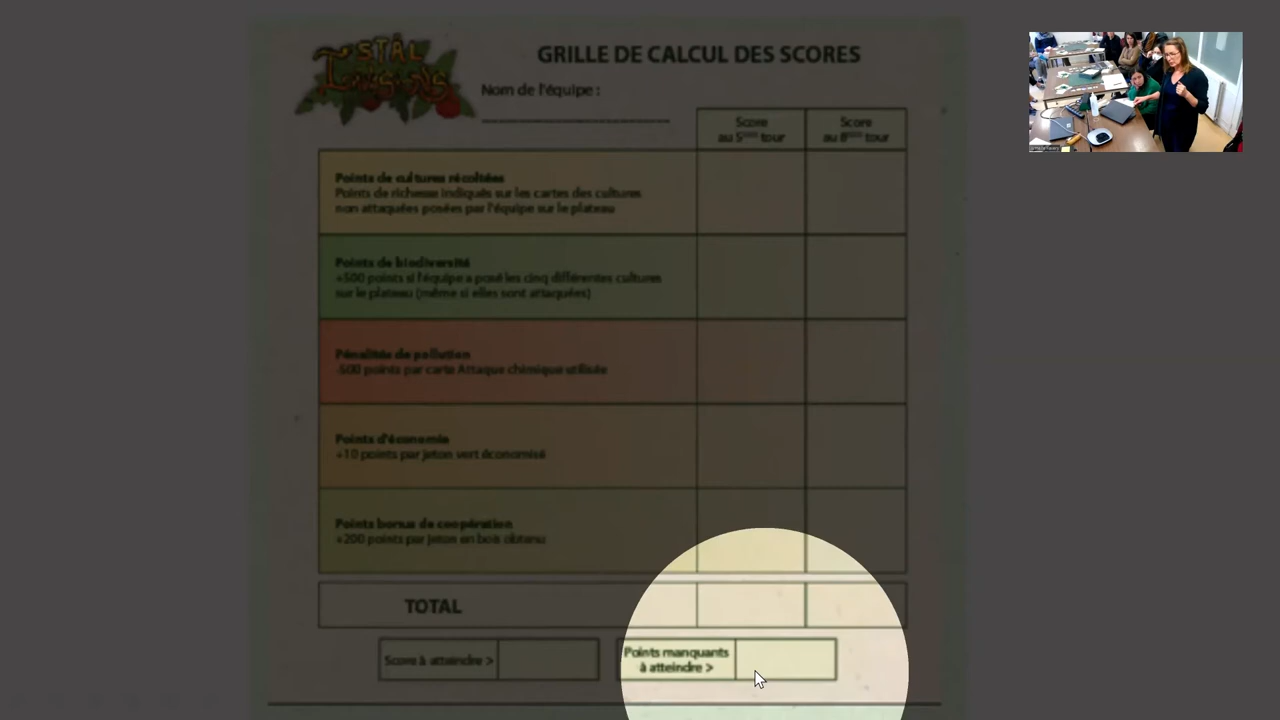 GRILLE DE CALCUL DES SCORES
Nom de l'équipe :
Score
au 5ème tour
Score
au 8ème tour
Points de cultures récoltées
Points de richesse indiqués sur les cartes des cultures
non attaquées posées par l'équipe sur le plateau
Points de biodiversité
+500 points si l'équipe a posé les cinq différentes cultures
sur le plateau (même si elles sont attaquées)
Pénalités de pollution
-500 points par carte Attaque chimique utilisée
Points d'économie
+10 points par jeton vert économisé
Points bonus de coopération
+200 points par jeton en bois obtenu
TOTAL
Score à atteindre >
Points manquants
à atteindre >